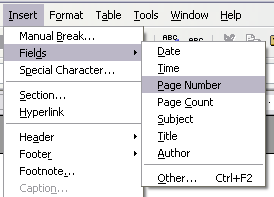 Insert Format Table Tools Window Help
Manual Break...
Fields
Special Character...
Section...
Hyperlink
Header
Footer
Footnote...
Caption...
Date
Time
Page Number
Page Count
Subject
Title
Author
Other... Ctrl+F2
ABC